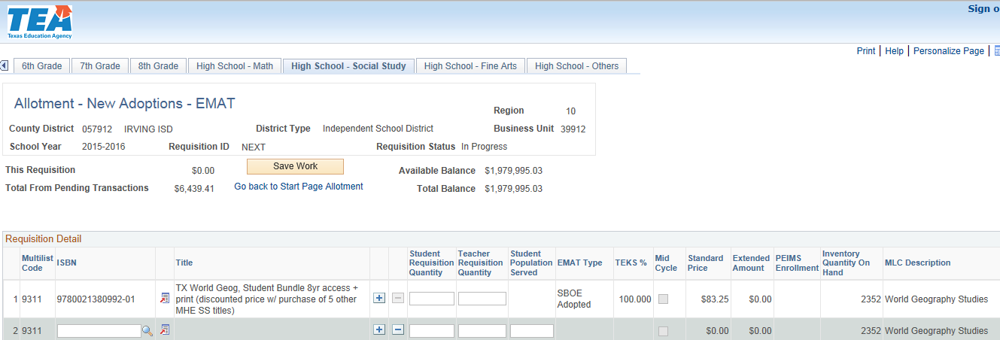 TEA
Texas Education Agency
Sign o
Print | Help | Personalize Page |
6th Grade 7th Grade 8th Grade High School - Math High School - Social Study High School - Fine Arts High School - Others
Allotment - New Adoptions - EMAT
Region 10
County District 057912 IRVING ISD District Type Independent School District Business Unit 39912
School Year 2015-2016 Requisition ID NEXT Requisition Status In Progress
This Requisition $0.00 Save Work Available Balance $1,979,995.03
Total From Pending Transactions $6,439.41 Go back to Start Page Allotment Total Balance $1,979,995.03
Requisition Detail
Multilist Code ISBN Title Student Requisition Quantity Teacher Requisition Quantity Student Population Served EMAT Type TEKS % Mid Cycle Standard Price Extended Amount PEIMS Enrollment Inventory Quantity On Hand MLC Description
1 9311 9780021380992-01 TX World Geog, Student Bundle 8yr access + print (discounted price w/ purchase of 5 other MHE SS titles) SBOE Adopted 100.000 $83.25 $0.00 2352 World Geography Studies
2 9311 $0.00 $0.00 2352 World Geography Studies